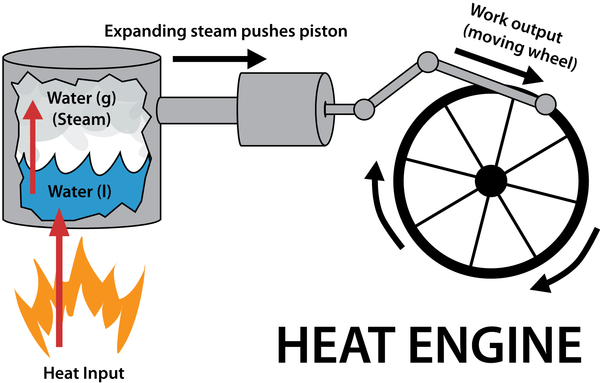 Expanding steam pushes piston
Work output
(moving wheel)
Water (g)
(Steam)
Water (l)
Heat Input
HEAT ENGINE